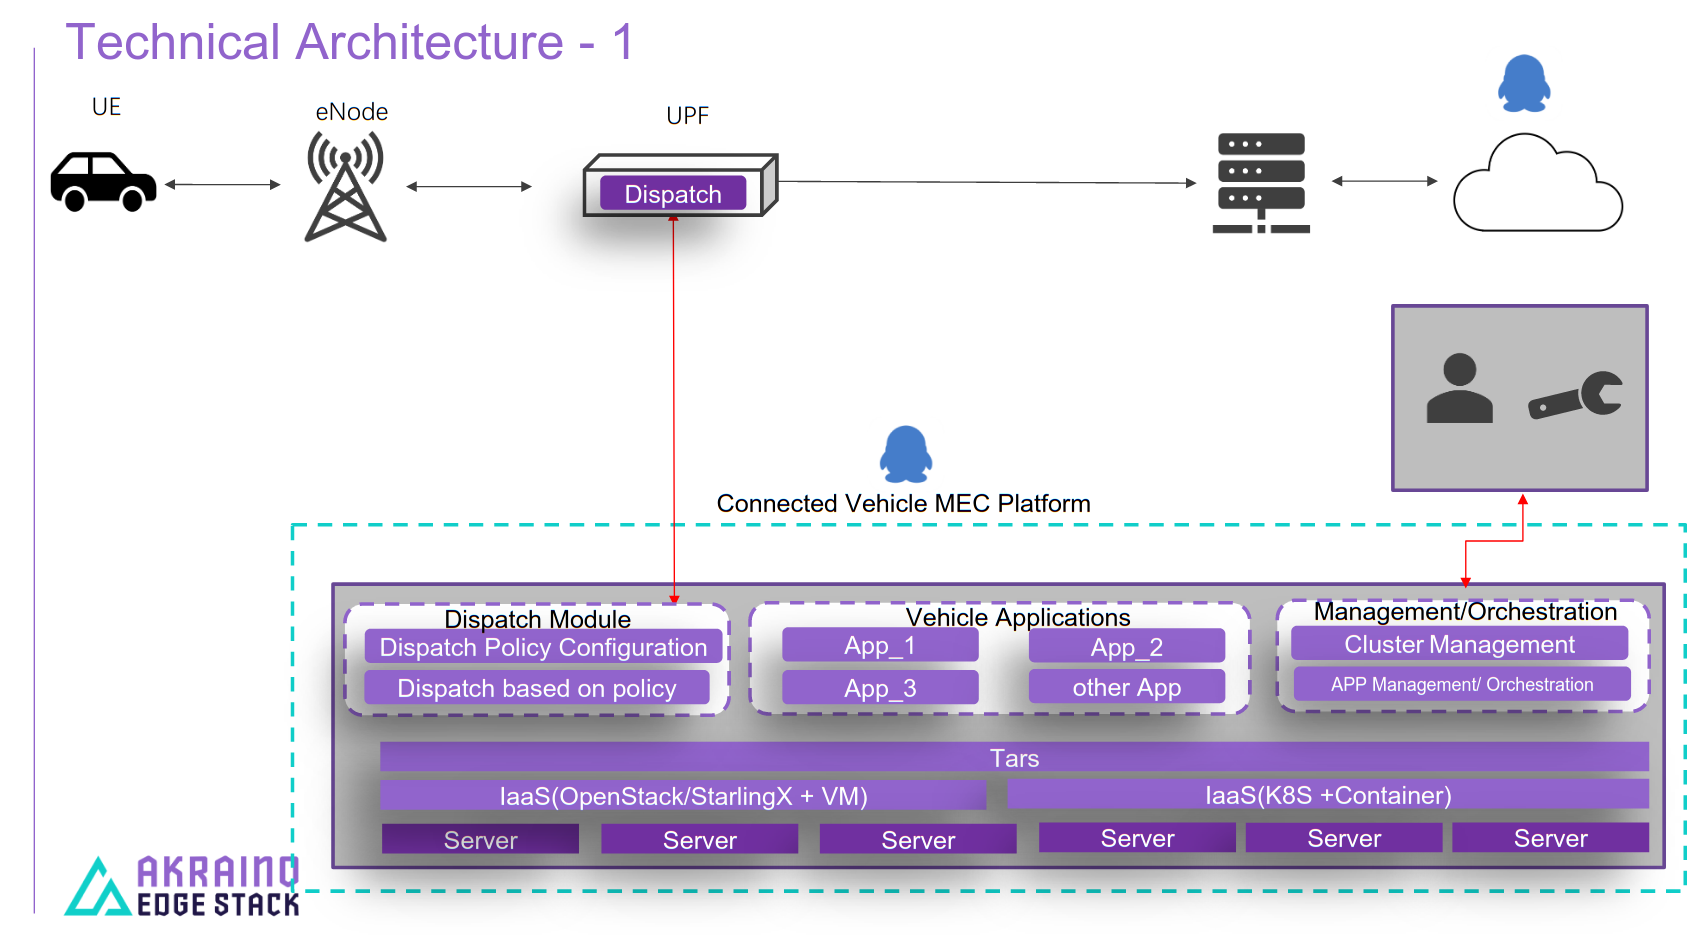 Technical Architecture - 1
UE
eNode
UPF
Dispatch
Connected Vehicle MEC Platform
Dispatch Module
Dispatch Policy Configuration
Dispatch based on policy
Vehicle Applications
App_1
App_2
App_3
other App
Management/Orchestration
Cluster Management
APP Management/ Orchestration
Tars
IaaS(OpenStack/StarlingX + VM)
IaaS(K8S +Container)
Server
Server
Server
Server
Server
Server
AKRAINO
EDGE STACK